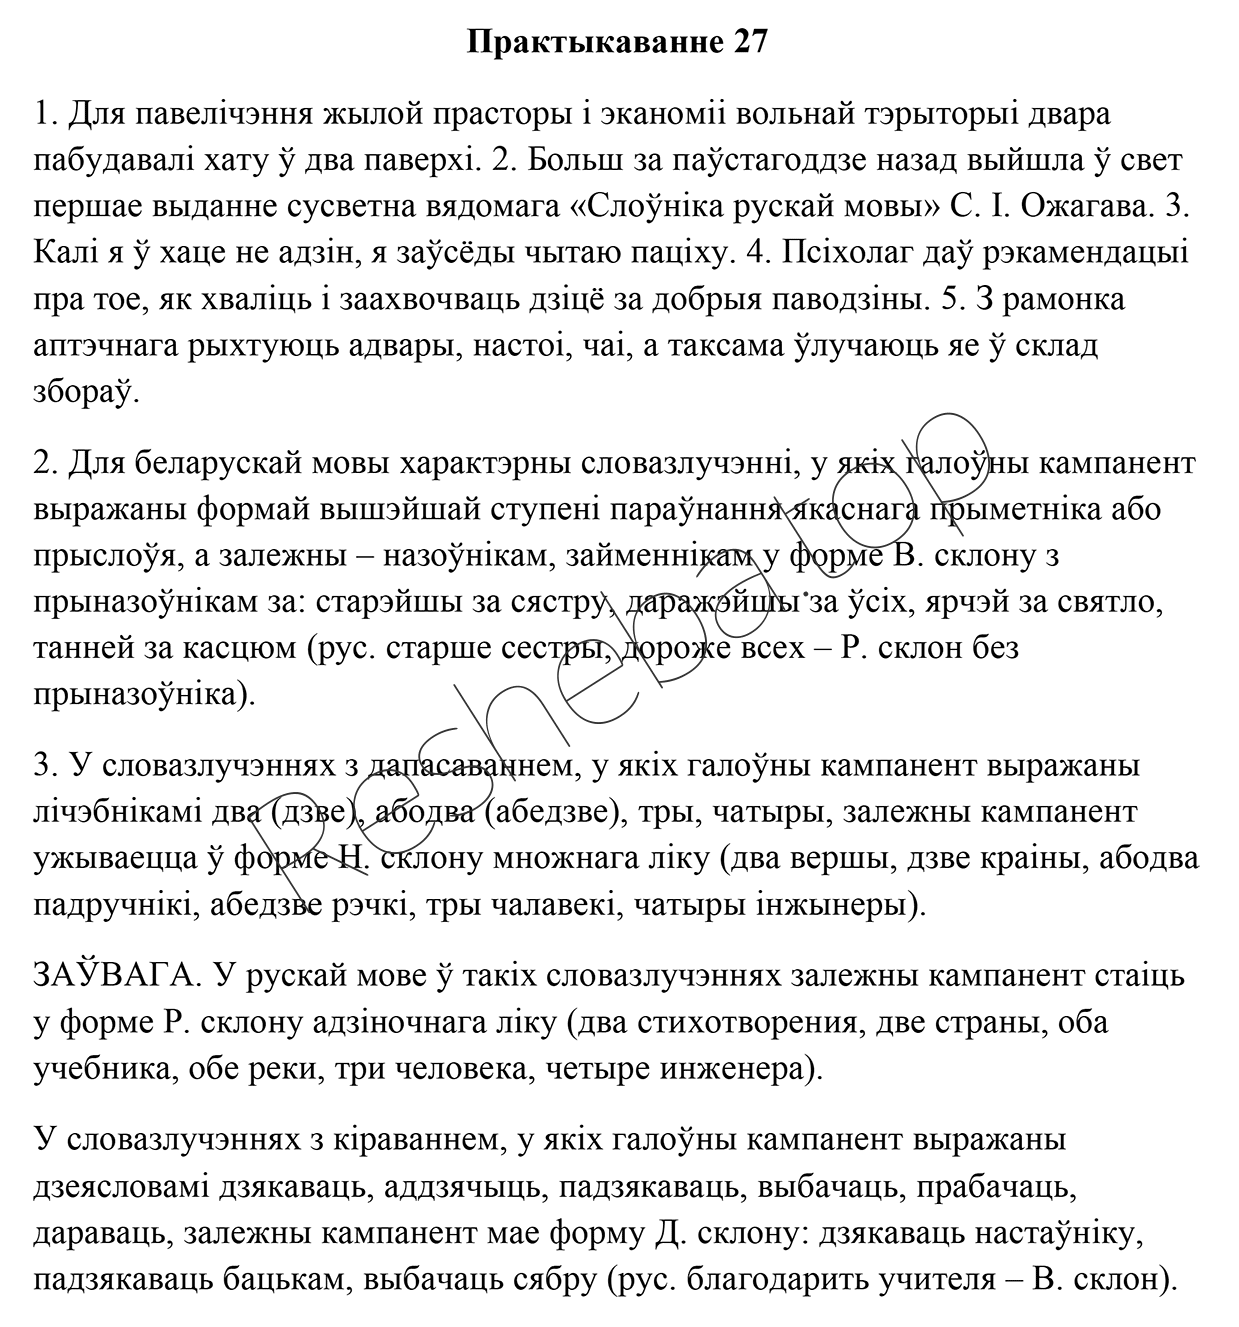 Практыкаванне 27
1. Для павелічэння жылой прасторы і эканоміі вольнай тэрыторыі двара
пабудавалі хату ў два паверхі. 2. Больш за паўстагоддзе назад выйшла ў свет
першае выданне сусветна вядомага «Слоўніка рускай мовы» С. І. Ожагава. 3.
Калі я ў хаце не адзін, я заўсёды чытаю паціху. 4. Псіхолаг даў рэкамендацыі
пра тое, як хваліць і заахвочваць дзіцё за добрыя паводзіны. 5. З рамонка
аптэчнага рыхтуюць адвары, настоі, чаі, а таксама ўлучаюць яе ў склад
збораў.
2. Для беларускай мовы характэрны словазлучэнні, у якіх галоўны кампанент
выражаны формай вышэйшай ступені параўнання якаснага прыметніка або
прыслоўя, а залежны – назоўнікам, займеннікам у форме В. склону з
прыназоўнікам за: старэйшы за сястру, даражэйшы за ўсіх, ярчэй за святло,
танней за касцюм (рус. старше сестры, дороже всех – Р. склон без
прыназоўніка).
3. У словазлучэннях з дапасаваннем, у якіх галоўны кампанент выражаны
лічэбнікамі два (дзве), абодва (абедзве), тры, чатыры, залежны кампанент
ужываецца ў форме Н. склону множнага ліку (два вершы, дзве краіны, абодва
падручнікі, абедзве рэчкі, тры чалавекі, чатыры інжынеры).
ЗАЎВАГА. У рускай мове ў такіх словазлучэннях залежны кампанент стаіць
у форме Р. склону адзіночнага ліку (два стихотворения, две страны, оба
учебника, обе реки, три человека, четыре инженера).
У словазлучэннях з кіраваннем, у якіх галоўны кампанент выражаны
дзеясловамі дзякаваць, аддзячыць, падзякаваць, выбачаць, прабачаць,
дараваць, залежны кампанент мае форму Д. склону: дзякаваць настаўніку,
падзякаваць бацькам, выбачаць сябру (рус. благодарить учителя – В. склон).
Resheba.top